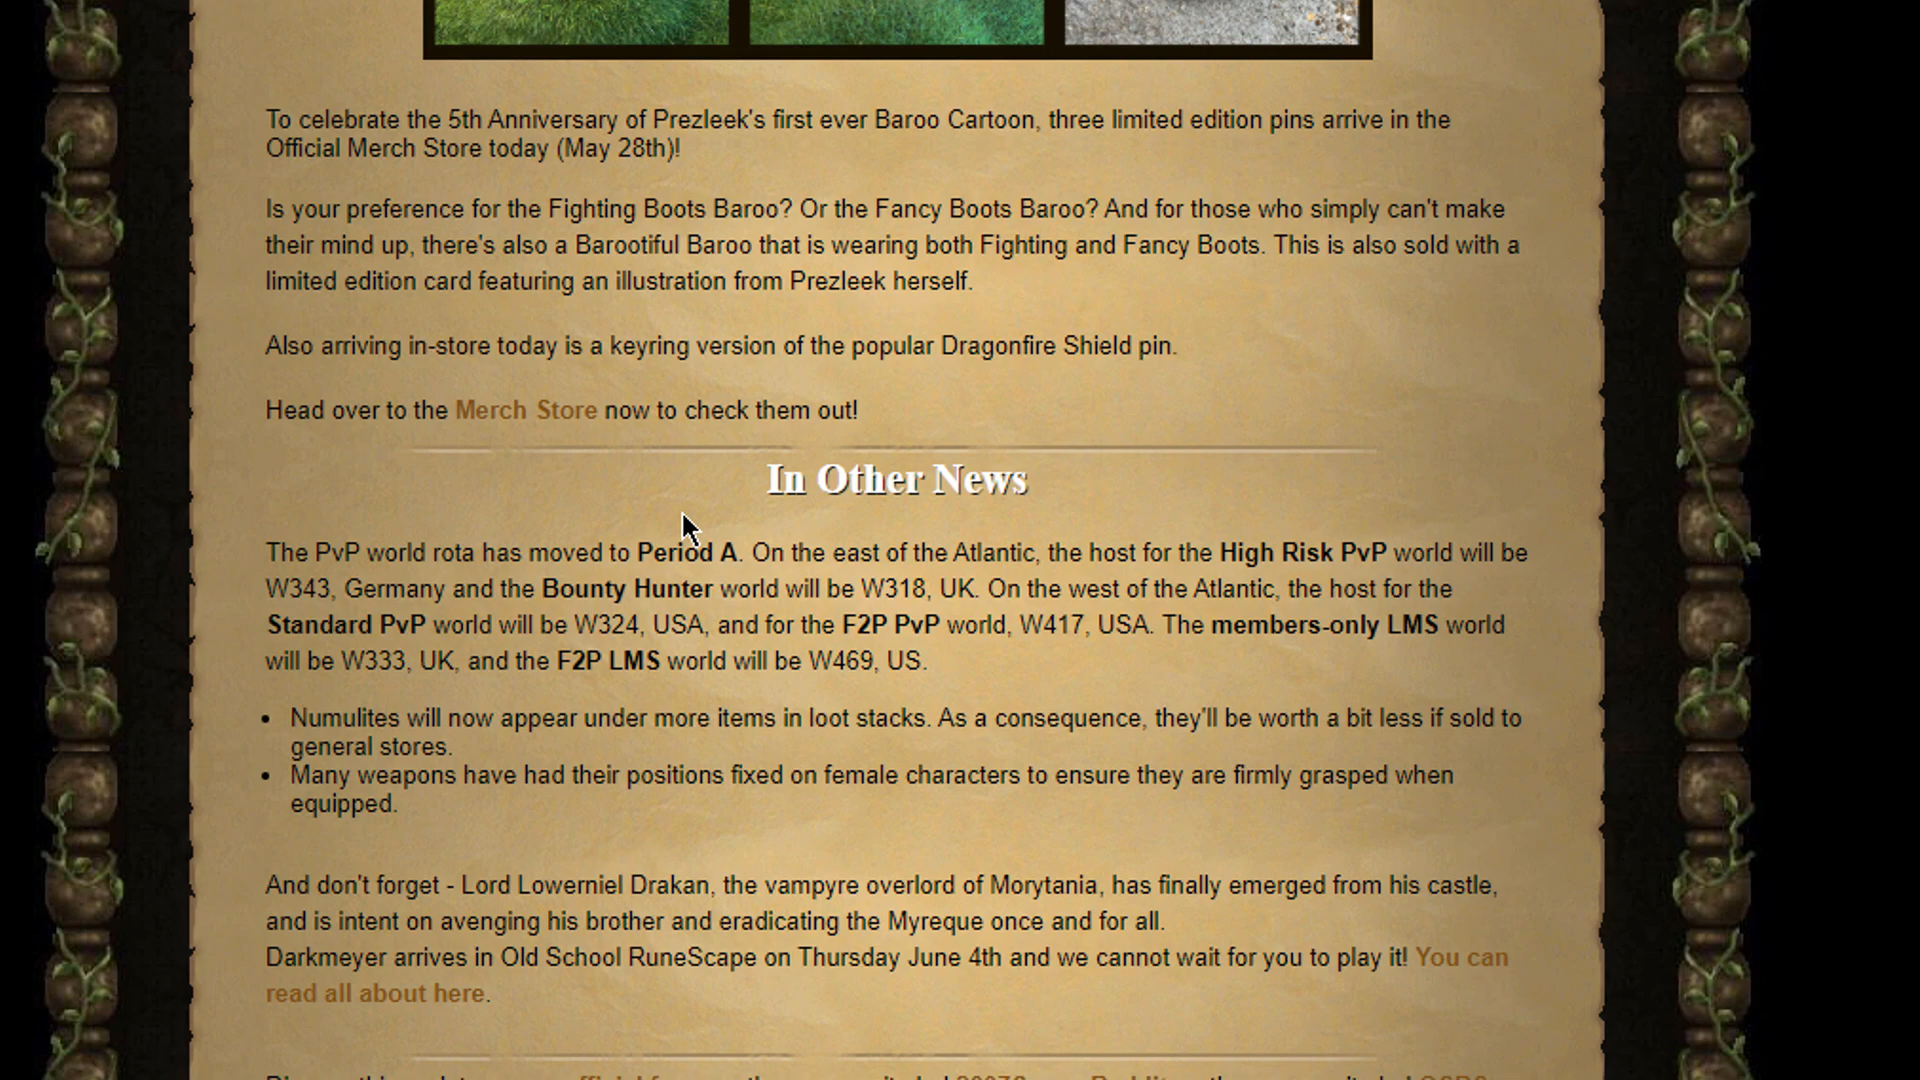 To celebrate the 5th Anniversary of Prezleek's first ever Baroo Cartoon, three limited edition pins arrive in the
Official Merch Store today (May 28th)!
Is your preference for the Fighting Boots Baroo? Or the Fancy Boots Baroo? And for those who simply can't make
their mind up, there's also a Barootiful Baroo that is wearing both Fighting and Fancy Boots. This is also sold with a
limited edition card featuring an illustration from Prezleek herself.
Also arriving in-store today is a keyring version of the popular Dragonfire Shield pin.
Head over to the Merch Store now to check them out!
In Other News
The PvP world rota has moved to Period A. On the east of the Atlantic, the host for the High Risk PvP world will be
W343, Germany and the Bounty Hunter world will be W318, UK. On the west of the Atlantic, the host for the
Standard PvP world will be W324, USA, and for the F2P PvP world, W417, USA. The members-only LMS world
will be W333, UK, and the F2P LMS world will be W469, US.
• Numulites will now appear under more items in loot stacks. As a consequence, they'll be worth a bit less if sold to
general stores.
• Many weapons have had their positions fixed on female characters to ensure they are firmly grasped when
equipped.
And don't forget - Lord Lowerniel Drakan, the vampyre overlord of Morytania, has finally emerged from his castle,
and is intent on avenging his brother and eradicating the Myreque once and for all.
Darkmeyer arrives in Old School RuneScape on Thursday June 4th and we cannot wait for you to play it! You can
read all about here.